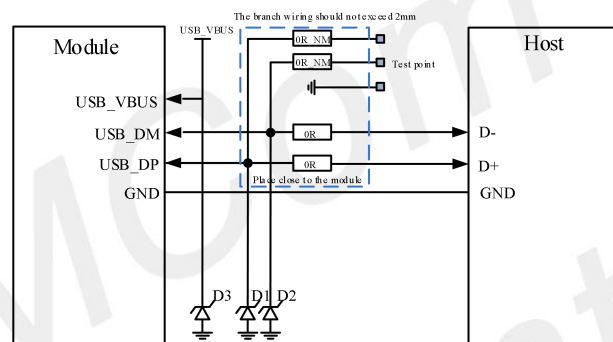 The branch wiring should not exceed 2mm
USB_VBUS
0R_NM
Module
Host
0R_NM
Test point
USB_VBUS
USB_DM
0R
D-
USB_DP
0R
D+
Place close to the module
GND
GND
D3
D1
D2